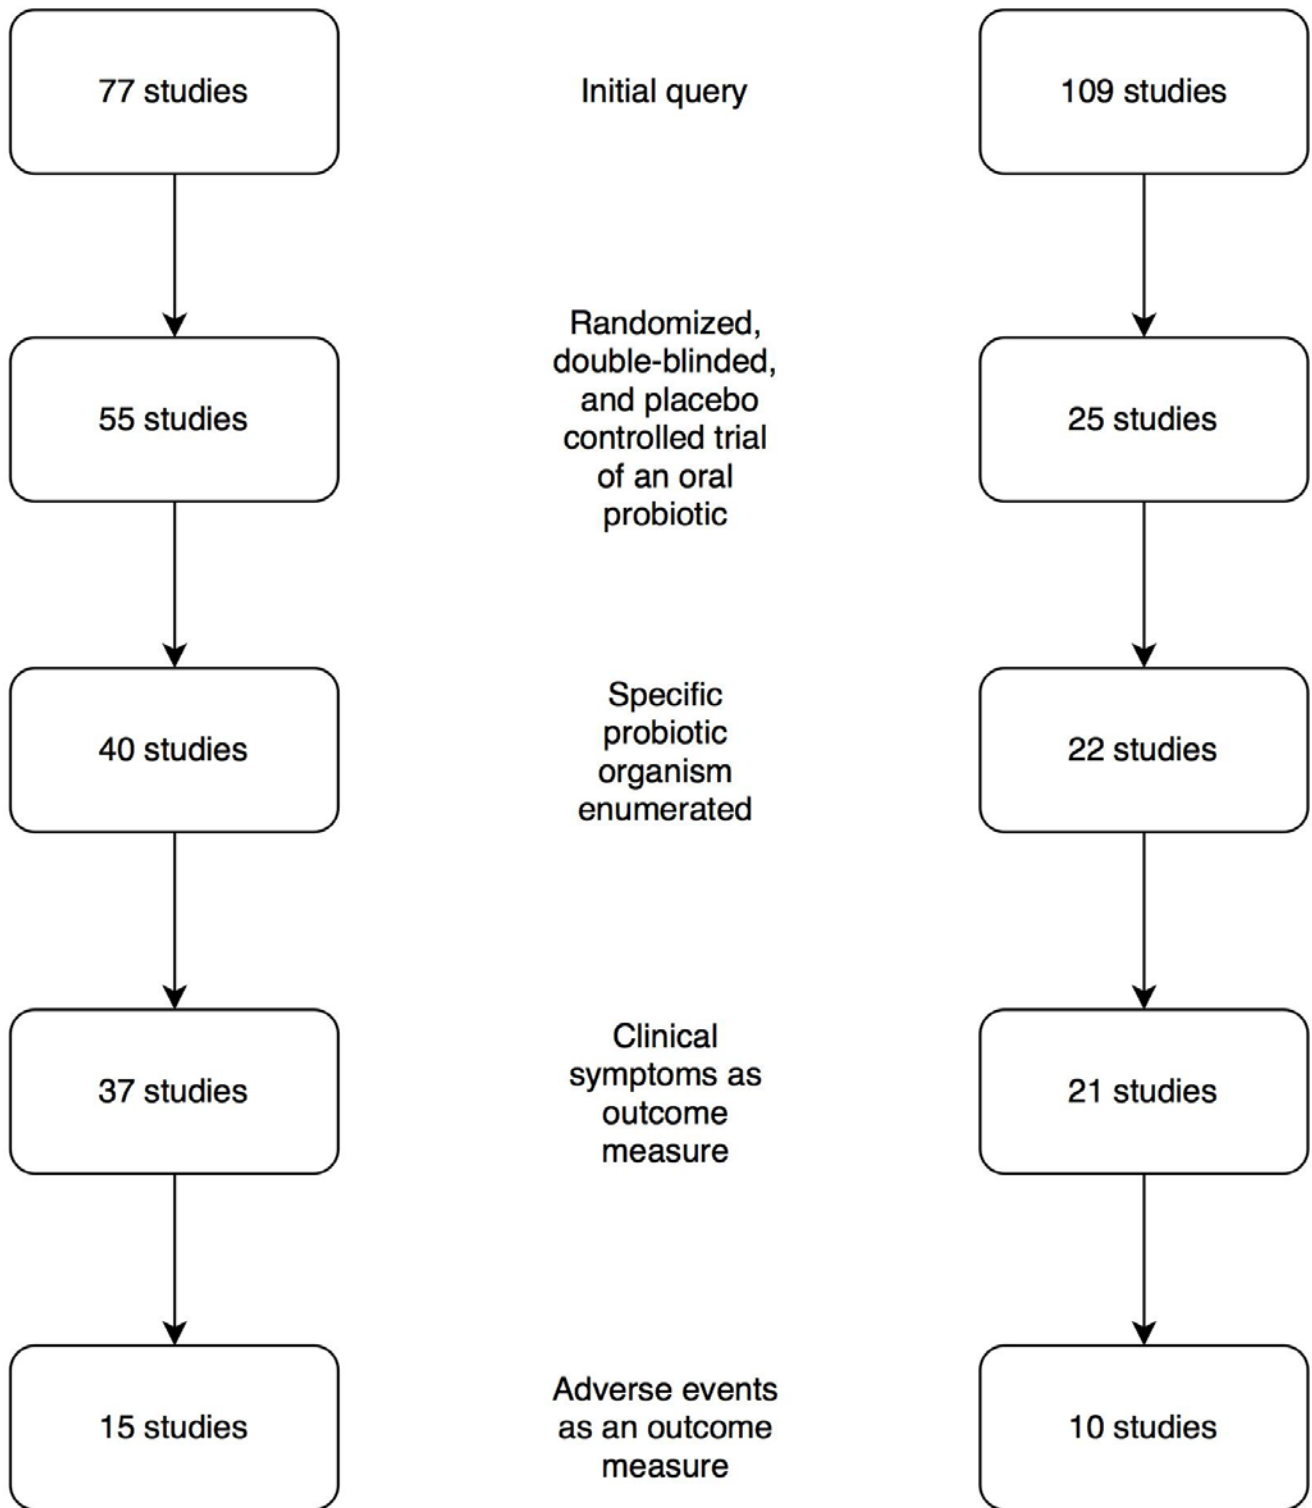 77 studies
Initial query
109 studies
Randomized,
double-blinded,
and placebo
controlled trial
of an oral
probiotic
55 studies
25 studies
Specific
probiotic
organism
enumerated
40 studies
22 studies
Clinical
symptoms as
outcome
measure
37 studies
21 studies
Adverse events
as an outcome
measure
15 studies
10 studies